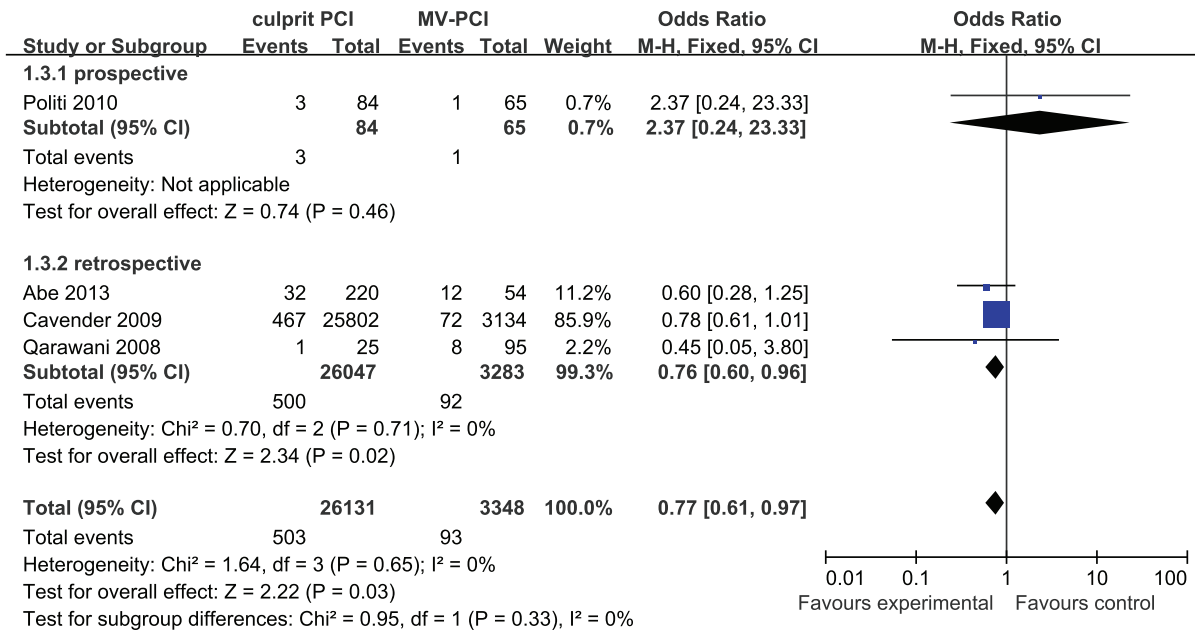 culprit PCI MV-PCI Odds Ratio Odds Ratio
Study or Subgroup Events Total Events Total Weight M-H, Fixed, 95% CI M-H, Fixed, 95% CI
1.3.1 prospective
Politi 2010 3 84 1 65 0.7% 2.37 [0.24, 23.33]
Subtotal (95% CI) 84 65 0.7% 2.37 [0.24, 23.33]
Total events 3 1
Heterogeneity: Not applicable
Test for overall effect: Z = 0.74 (P = 0.46)
1.3.2 retrospective
Abe 2013 32 220 12 54 11.2% 0.60 [0.28, 1.25]
Cavender 2009 467 25802 72 3134 85.9% 0.78 [0.61, 1.01]
Qarawani 2008 1 25 8 95 2.2% 0.45 [0.05, 3.80]
Subtotal (95% CI) 26047 3283 99.3% 0.76 [0.60, 0.96]
Total events 500 92
Heterogeneity: Chi² = 0.70, df = 2 (P = 0.71); I² = 0%
Test for overall effect: Z = 2.34 (P = 0.02)
Total (95% CI) 26131 3348 100.0% 0.77 [0.61, 0.97]
Total events 503 93
Heterogeneity: Chi² = 1.64, df = 3 (P = 0.65); I² = 0%
Test for overall effect: Z = 2.22 (P = 0.03)
Test for subgroup differences: Chi² = 0.95, df = 1 (P = 0.33), I² = 0%
0.01 0.1 1 10 100
Favours experimental Favours control